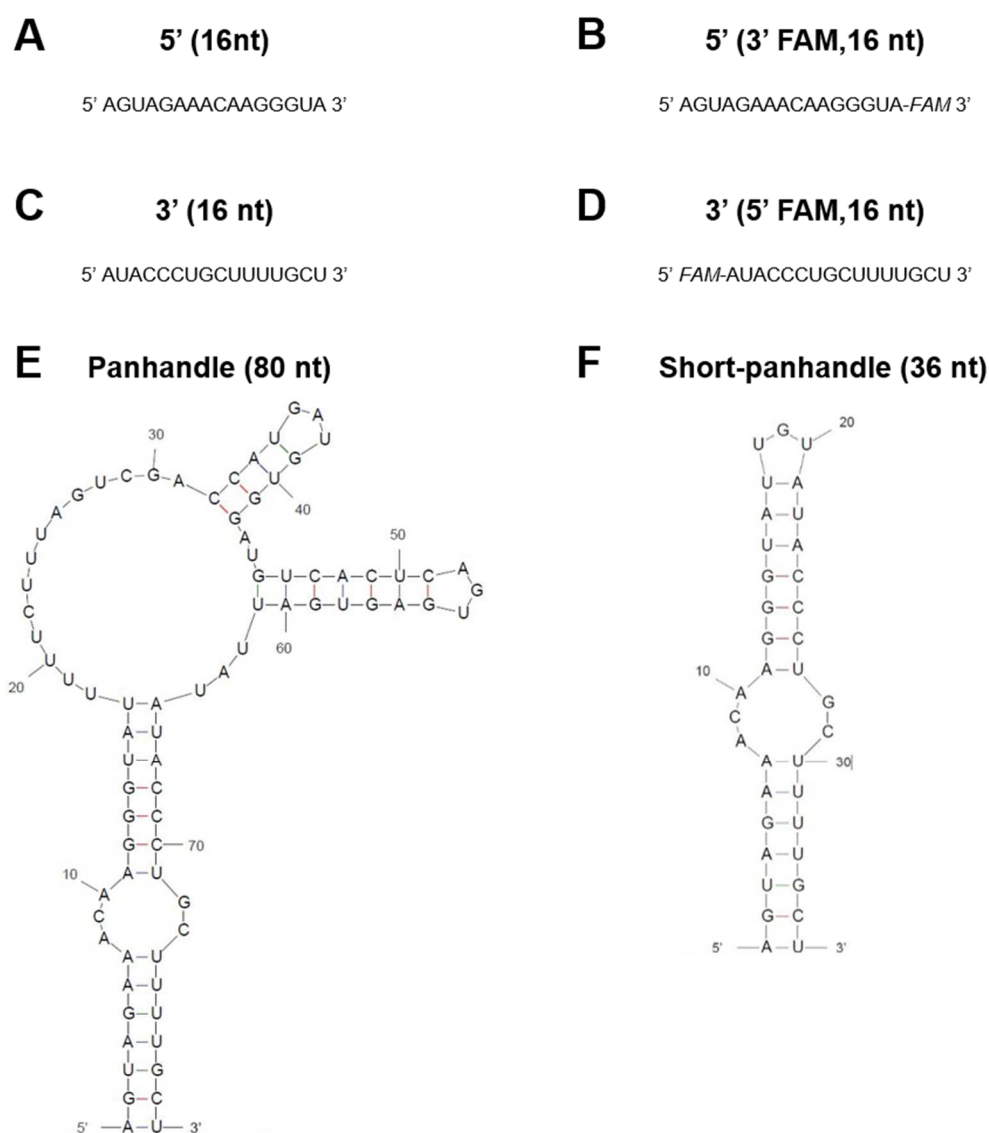 A 5’ (16nt)
5’ AGUAGAAACAAGGGUA 3’
B 5’ (3’ FAM,16 nt)
5’ AGUAGAAACAAGGGUA-FAM 3’
C 3’ (16 nt)
5’ AUACCCUGCUUUUGCU 3’
D 3’ (5’ FAM,16 nt)
5’ FAM-AUACCCUGCUUUUGCU 3’
E Panhandle (80 nt)
5' AGUAGAAACAAGGGUAUUUUUCUUUAGUCGACCAUGAUGUGGAUGUCACUCAGUGAGUGAUUAUAUACCCUGCUUUUGCU 3'
10
20
30
40
50
60
70
F Short-panhandle (36 nt)
5' AGUAGAAACAAGGGUAUUGUAUACCCUGCUUUUGCU 3'
10
20
30